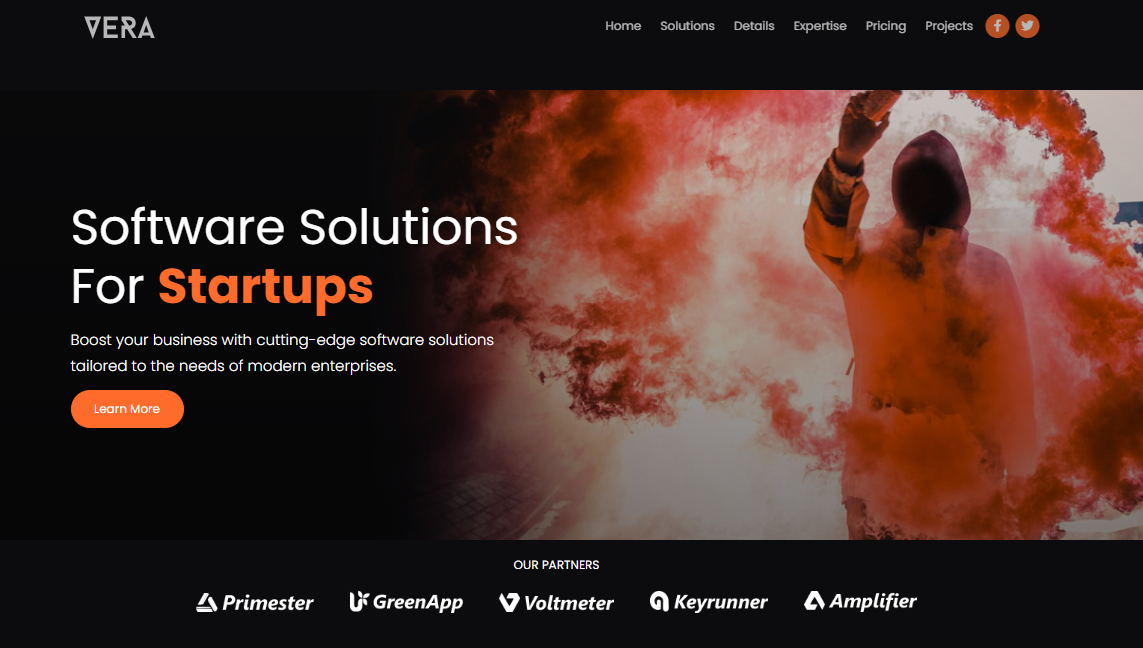 VERA
Home Solutions Details Expertise Pricing Projects
Software Solutions
For Startups
Boost your business with cutting-edge software solutions
tailored to the needs of modern enterprises.
Learn More
OUR PARTNERS
Primester GreenApp Voltmeter Keyrunner Amplifier